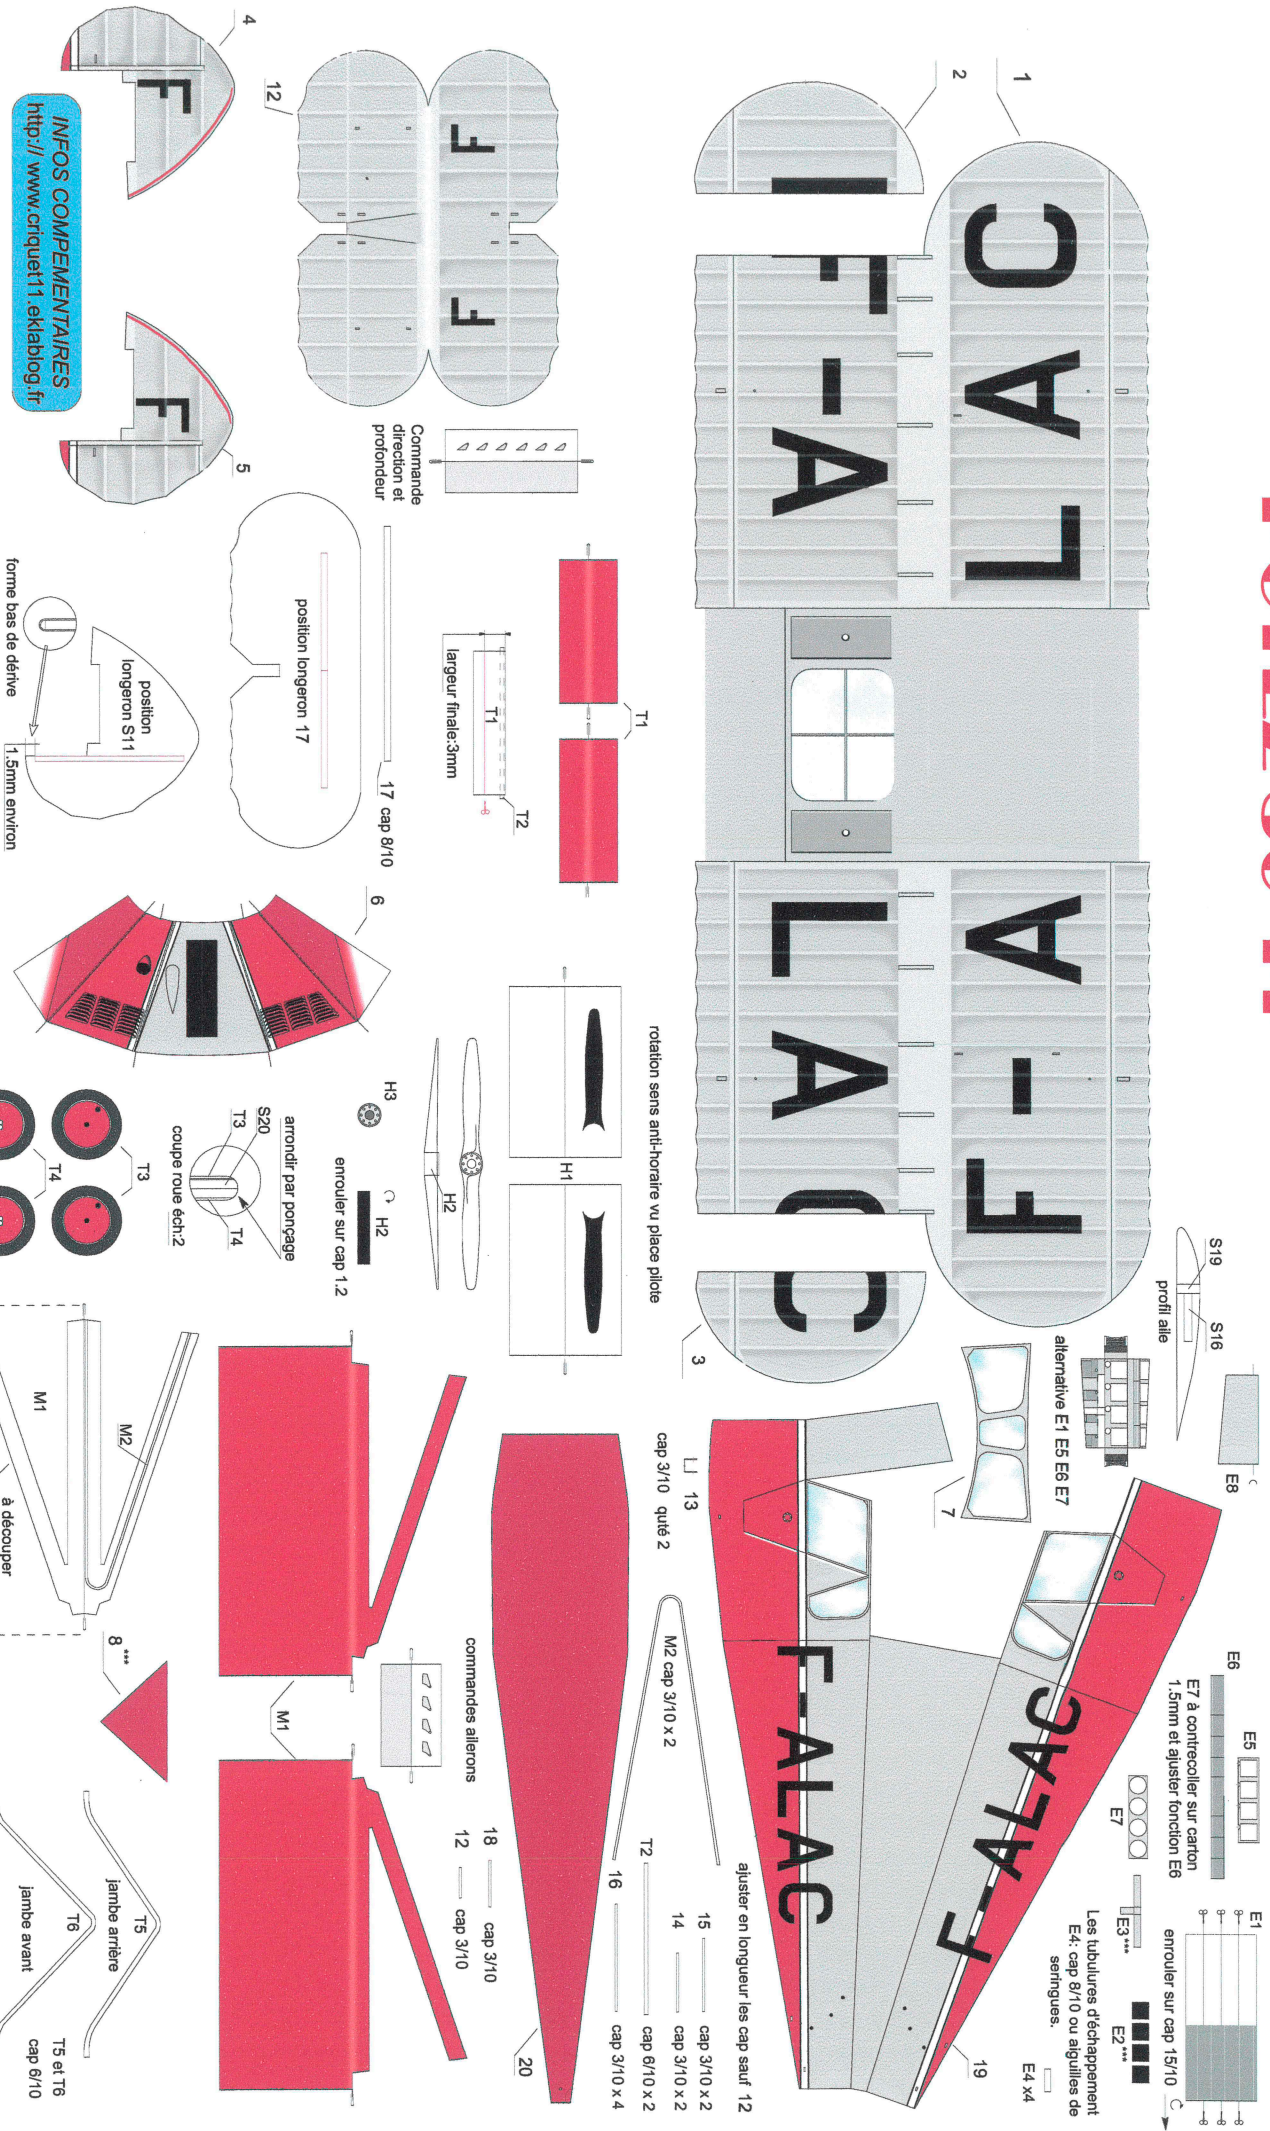 1
2
LAC
F-A
F-A
LAC
3
4
F
F
12
F
F
5
INFOS COMPEMENTAIRES
http:// www.criquet11.eklablog.fr
Commande
direction et
profondeur
T1
T1
T2
largeur finale:3mm
17 cap 8/10
position longeron 17
position
longeron S11
forme bas de dérive
1.5mm environ
6
rotation sens anti-horaire vu place pilote
H1
H2
H3
H2
enrouler sur cap 1.2
arrondir par ponçage
S20
T3
T4
coupe roue éch:2
T3
T4
S19
S16
profil aile
E8
alternative E1 E5 E6 E7
7
13
cap 3/10 quté 2
F-ALAC
F-ALAC
19
E6
E5
E7 à contrecoller sur carton
1.5mm et ajuster fonction E6
E7
E1
enrouler sur cap 15/10
E3***
E2***
Les tubulures d'échappement
E4: cap 8/10 ou aiguilles de
seringues.
E4 x4
M2 cap 3/10 x 2
ajuster en longueur les cap sauf 12
15 cap 3/10 x 2
14 cap 3/10 x 2
T2 cap 6/10 x 2
16 cap 3/10 x 4
20
commandes ailerons
18 cap 3/10
12 cap 3/10
M1
M1
M2
à découper
8 ***
T5
jambe arrière
T6
jambe avant
T5 et T6
cap 6/10